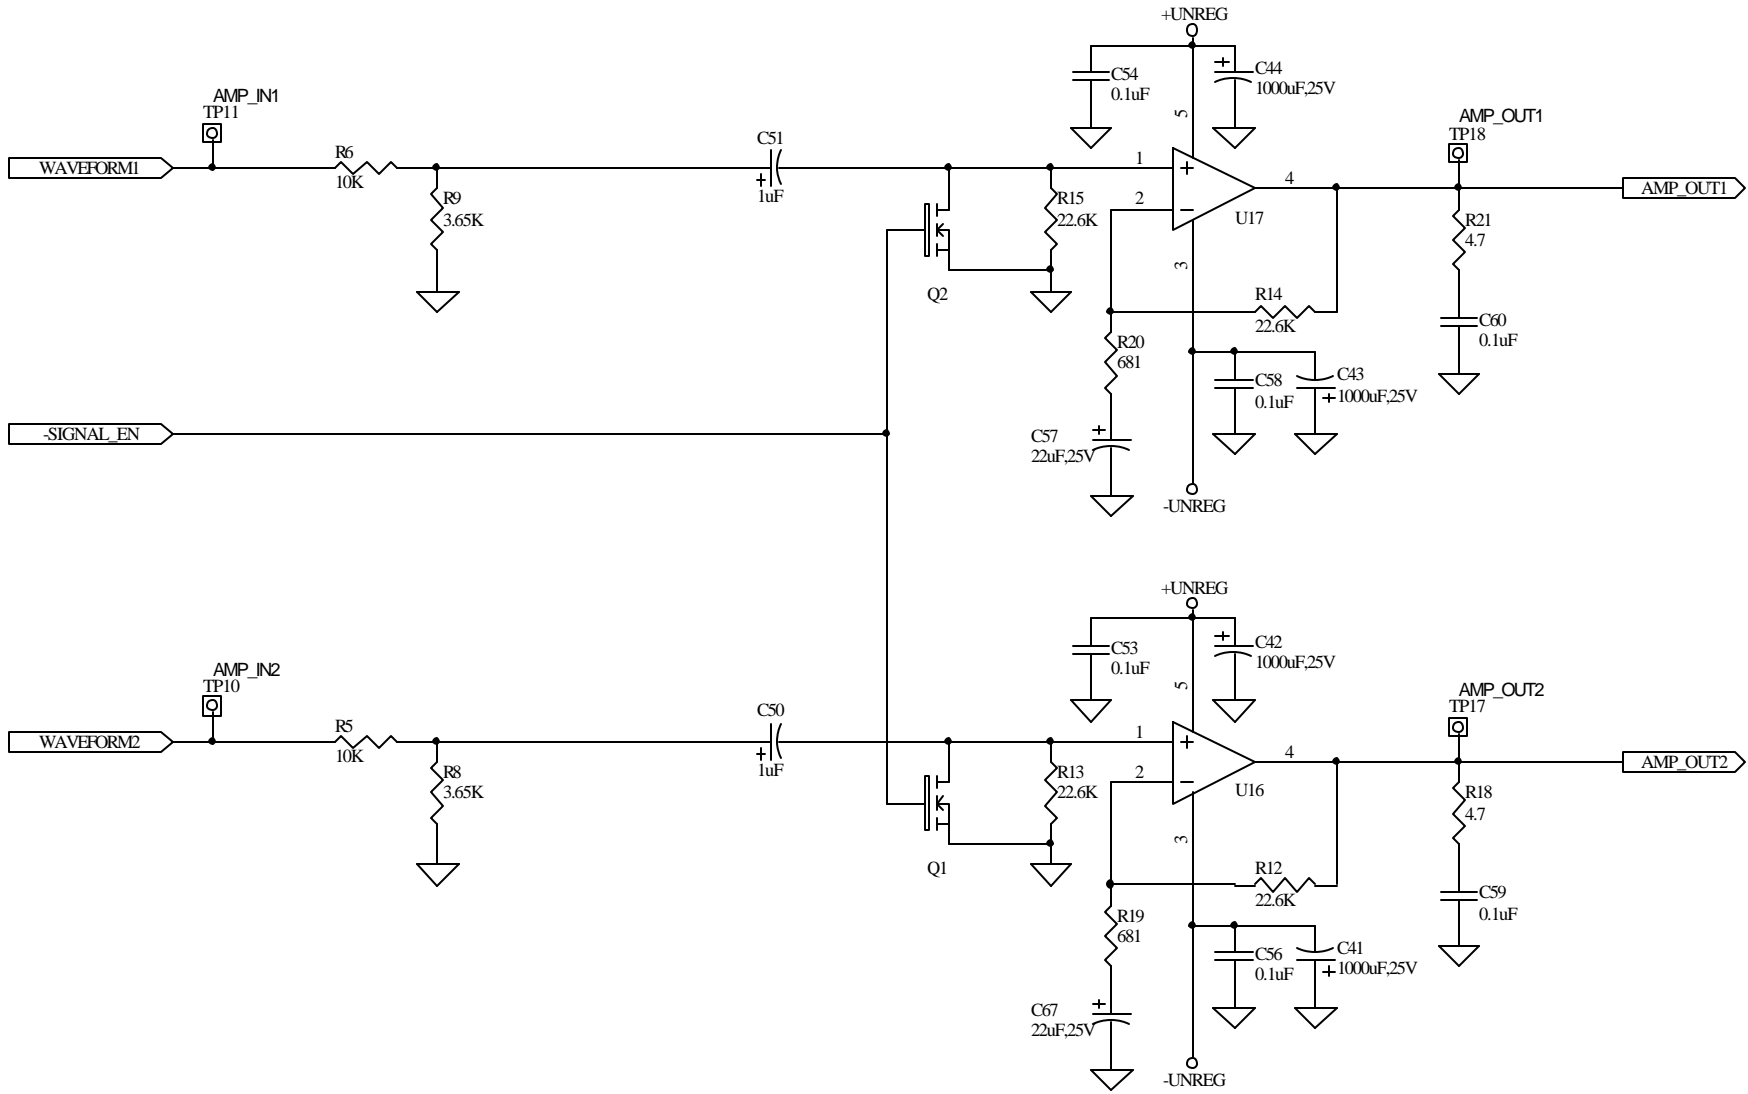 +UNREG
C54
0.1uF
+
C44
1000uF,25V
5
AMP_IN1
TP11
WAVEFORM1
R6
10K
R9
3.65K
C51
+
1uF
Q2
R15
22.6K
1
2
+
−
4
U17
3
AMP_OUT1
TP18
AMP_OUT1
R21
4.7
C60
0.1uF
R14
22.6K
R20
681
C58
0.1uF
C43
+
1000uF,25V
-SIGNAL_EN
+
C57
22uF,25V
-UNREG
+UNREG
C53
0.1uF
+
C42
1000uF,25V
5
AMP_IN2
TP10
WAVEFORM2
R5
10K
R8
3.65K
C50
+
1uF
Q1
R13
22.6K
1
2
+
−
4
U16
3
AMP_OUT2
TP17
AMP_OUT2
R18
4.7
C59
0.1uF
R12
22.6K
R19
681
C56
0.1uF
C41
+
1000uF,25V
+
C67
22uF,25V
-UNREG